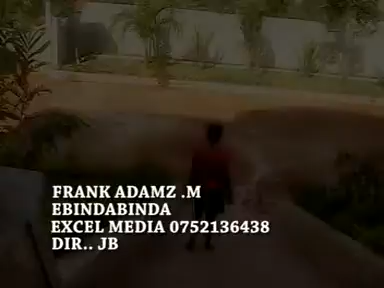 FRANK ADAMZ .M
EBINDABINDA
EXCEL MEDIA 0752136438
DIR.. JB